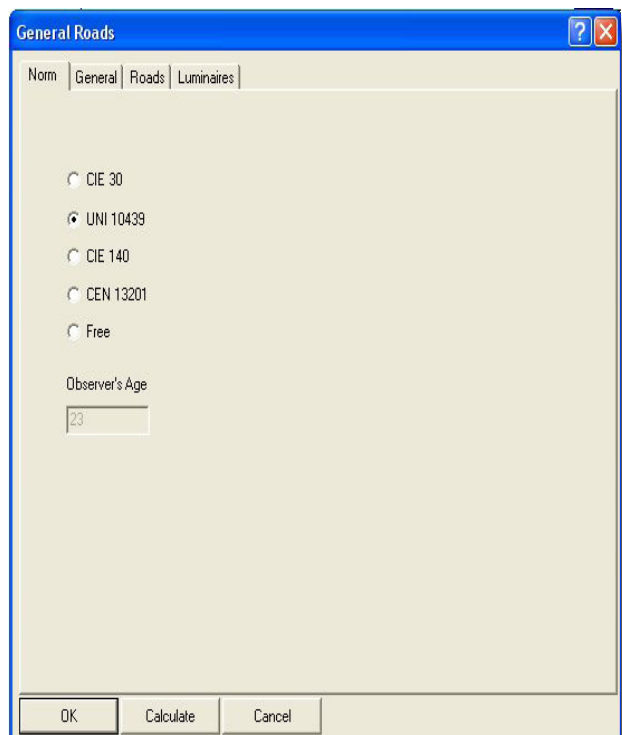 General Roads
Norm General Roads Luminaires
CIE 30
UNI 10439
CIE 140
CEN 13201
Free
Observer's Age
23
OK Calculate Cancel